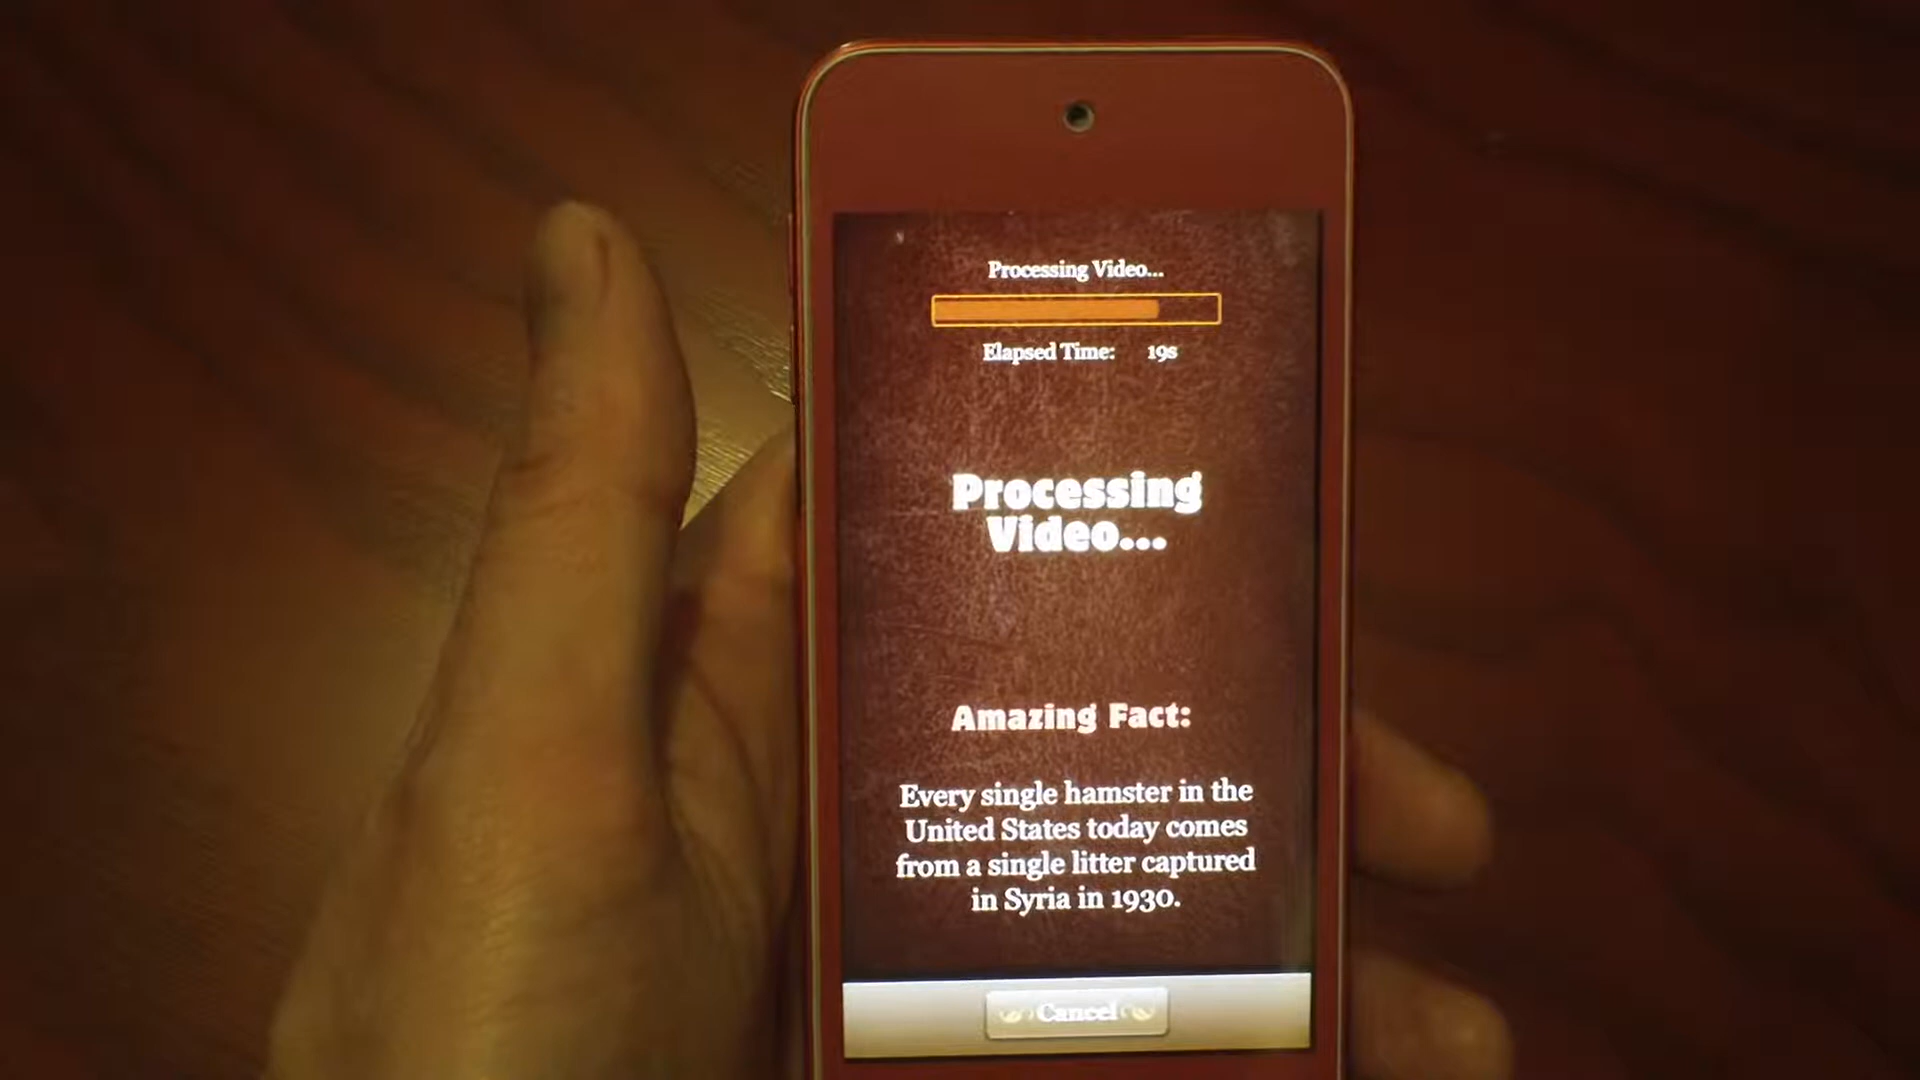 Processing Video...
Elapsed Time: 19s
Processing
Video...
Amazing Fact:
Every single hamster in the
United States today comes
from a single litter captured
in Syria in 1930.
Cancel